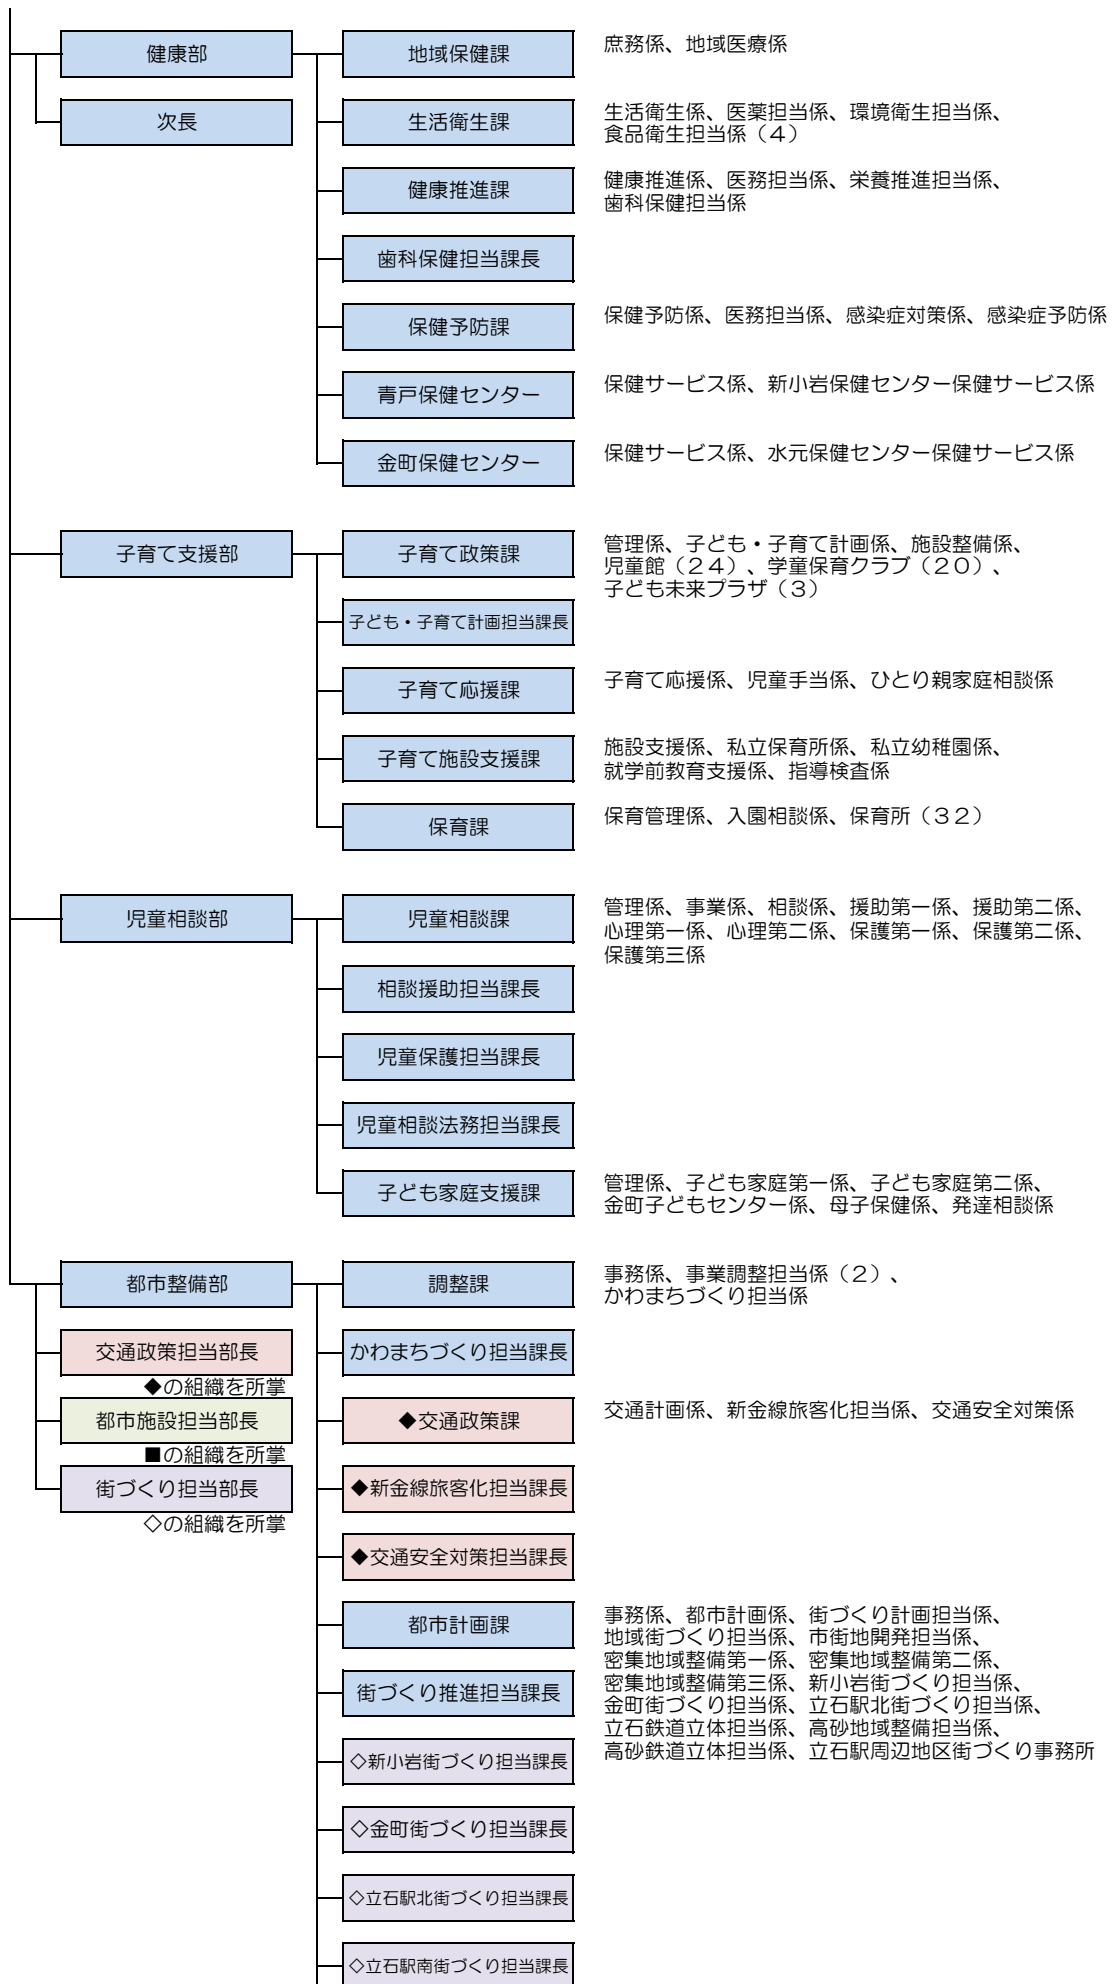 健康部
地域保健課
庶務係、地域医療係
次長
生活衛生課
生活衛生係、医薬担当係、環境衛生担当係、
食品衛生担当係（４）
健康推進課
健康推進係、医務担当係、栄養推進担当係、
歯科保健担当係
歯科保健担当課長
保健予防課
保健予防係、医務担当係、感染症対策係、感染症予防係
青戸保健センター
保健サービス係、新小岩保健センター保健サービス係
金町保健センター
保健サービス係、水元保健センター保健サービス係
子育て支援部
子育て政策課
管理係、子ども・子育て計画係、施設整備係、
児童館（２４）、学童保育クラブ（２０）、
子ども未来プラザ（３）
子ども・子育て計画担当課長
子育て応援課
子育て応援係、児童手当係、ひとり親家庭相談係
子育て施設支援課
施設支援係、私立保育所係、私立幼稚園係、
就学前教育支援係、指導検査係
保育課
保育管理係、入園相談係、保育所（３２）
児童相談部
児童相談課
管理係、事業係、相談係、援助第一係、援助第二係、
心理第一係、心理第二係、保護第一係、保護第二係、
保護第三係
相談援助担当課長
児童保護担当課長
児童相談法務担当課長
子ども家庭支援課
管理係、子ども家庭第一係、子ども家庭第二係、
金町子どもセンター係、母子保健係、発達相談係
都市整備部
調整課
事務係、事業調整担当係（２）、
かわまちづくり担当係
交通政策担当部長
◆の組織を所掌
かわまちづくり担当課長
都市施設担当部長
■の組織を所掌
◆交通政策課
交通計画係、新金線旅客化担当係、交通安全対策係
街づくり担当部長
◇の組織を所掌
◆新金線旅客化担当課長
◆交通安全対策担当課長
都市計画課
事務係、都市計画係、街づくり計画担当係、
地域街づくり担当係、市街地開発担当係、
密集地域整備第一係、密集地域整備第二係、
密集地域整備第三係、新小岩街づくり担当係、
金町街づくり担当係、立石駅北街づくり担当係、
立石鉄道立体担当係、高砂地域整備担当係、
高砂鉄道立体担当係、立石駅周辺地区街づくり事務所
街づくり推進担当課長
◇新小岩街づくり担当課長
◇金町街づくり担当課長
◇立石駅北街づくり担当課長
◇立石駅南街づくり担当課長